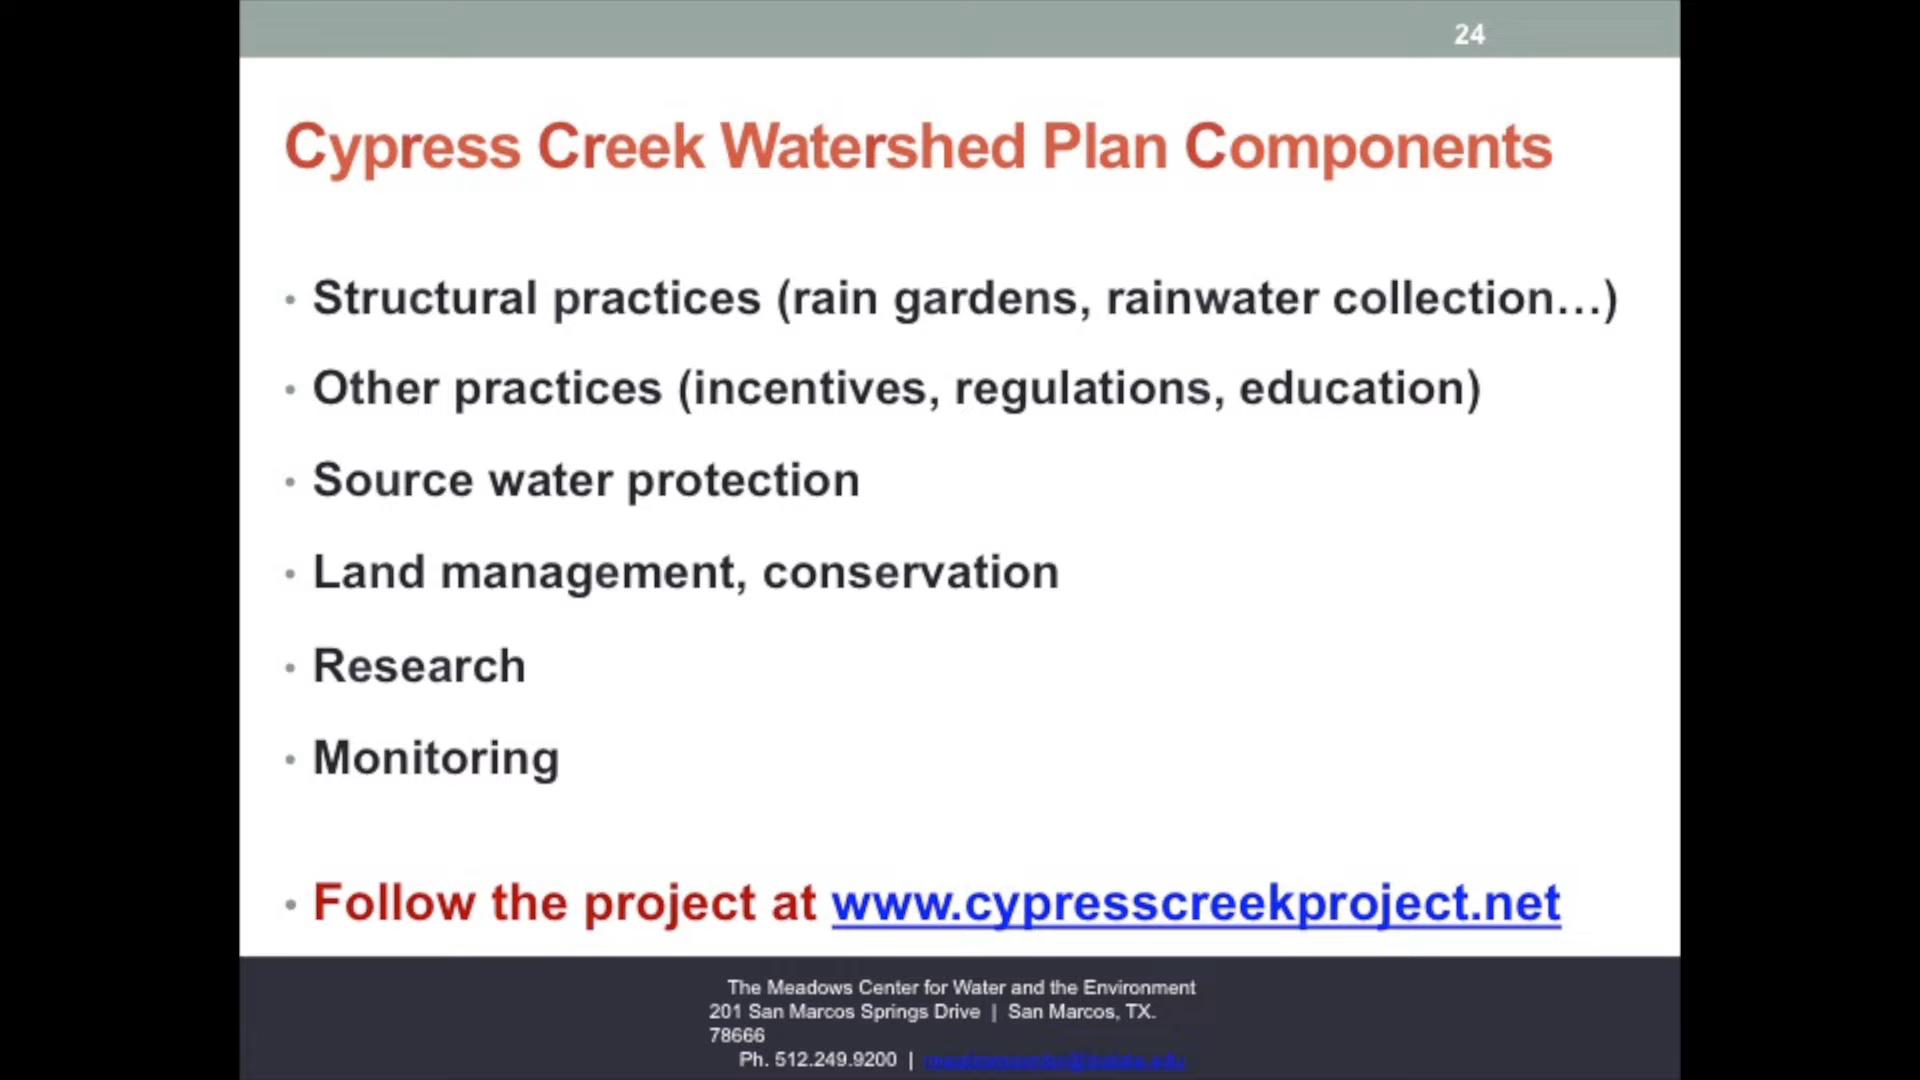 24
Cypress Creek Watershed Plan Components
• Structural practices (rain gardens, rainwater collection…)
• Other practices (incentives, regulations, education)
• Source water protection
• Land management, conservation
• Research
• Monitoring
• Follow the project at www.cypresscreekproject.net
The Meadows Center for Water and the Environment
201 San Marcos Springs Drive | San Marcos, TX.
78666
Ph. 512.249.9200 |